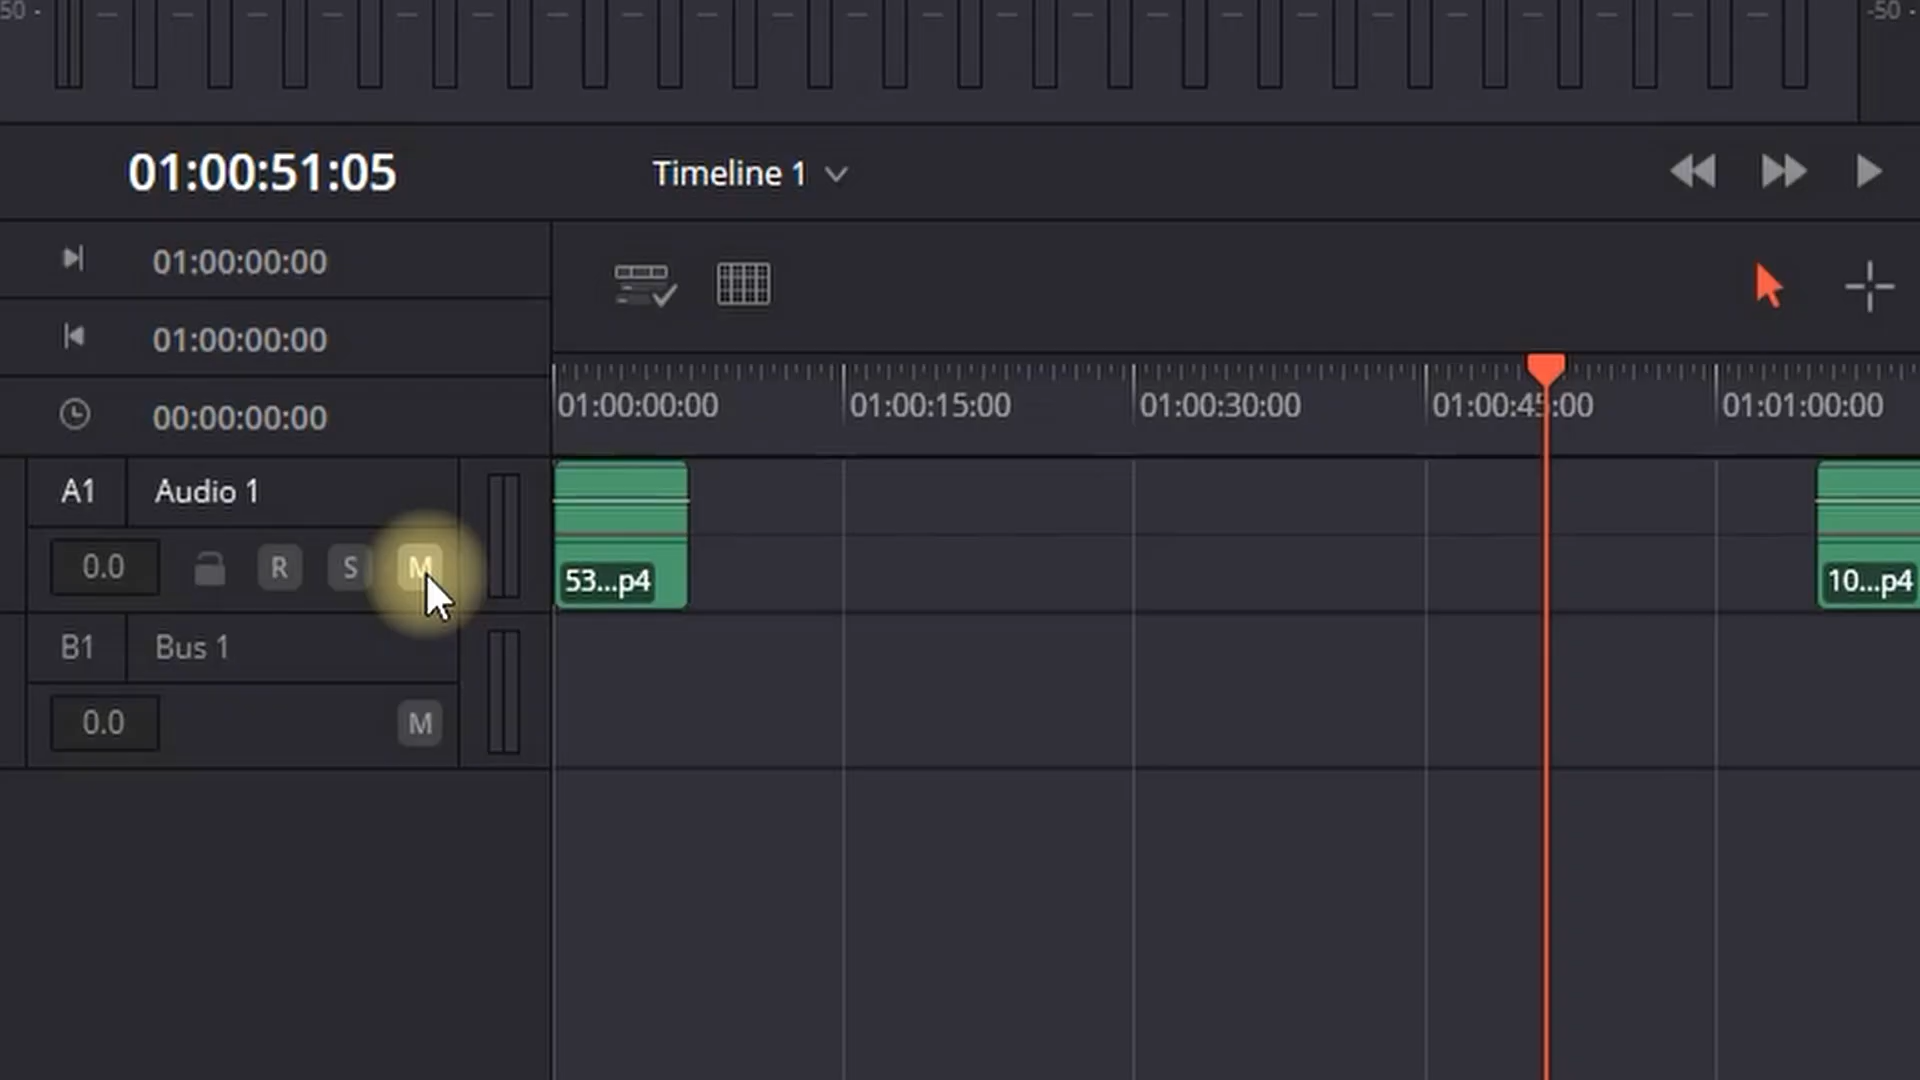 50 -
-50 -
01:00:51:05
Timeline 1
01:00:00:00
01:00:00:00
00:00:00:00
01:00:00:00 01:00:15:00 01:00:30:00 01:00:45:00 01:01:00:00
A1 Audio 1
0.0 R S M
53...p4
10...p4
B1 Bus 1
0.0 M